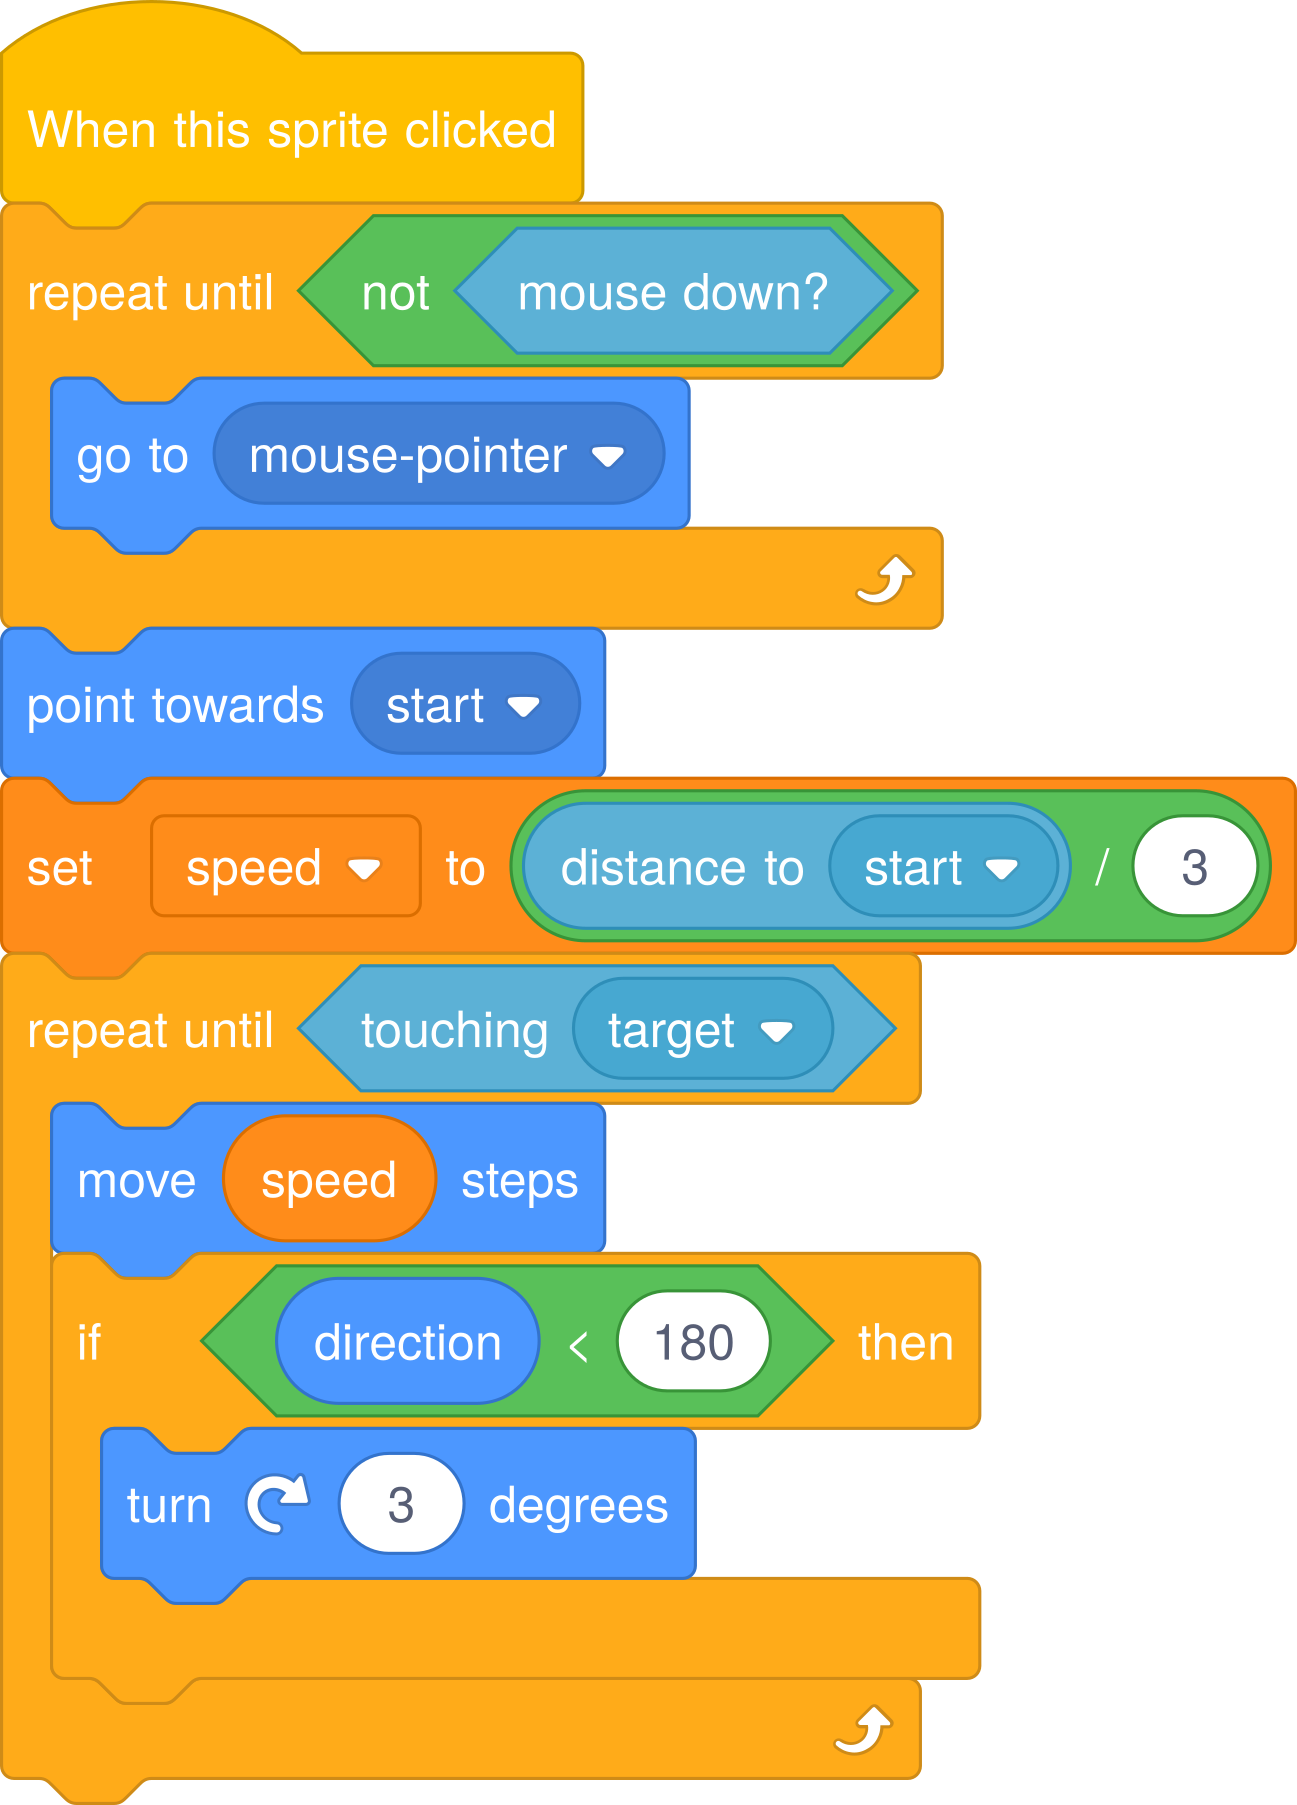 When this sprite clicked
repeat until not mouse down?
go to mouse-pointer
point towards start
set speed to distance to start / 3
repeat until touching target
move speed steps
if direction < 180 then
turn 3 degrees